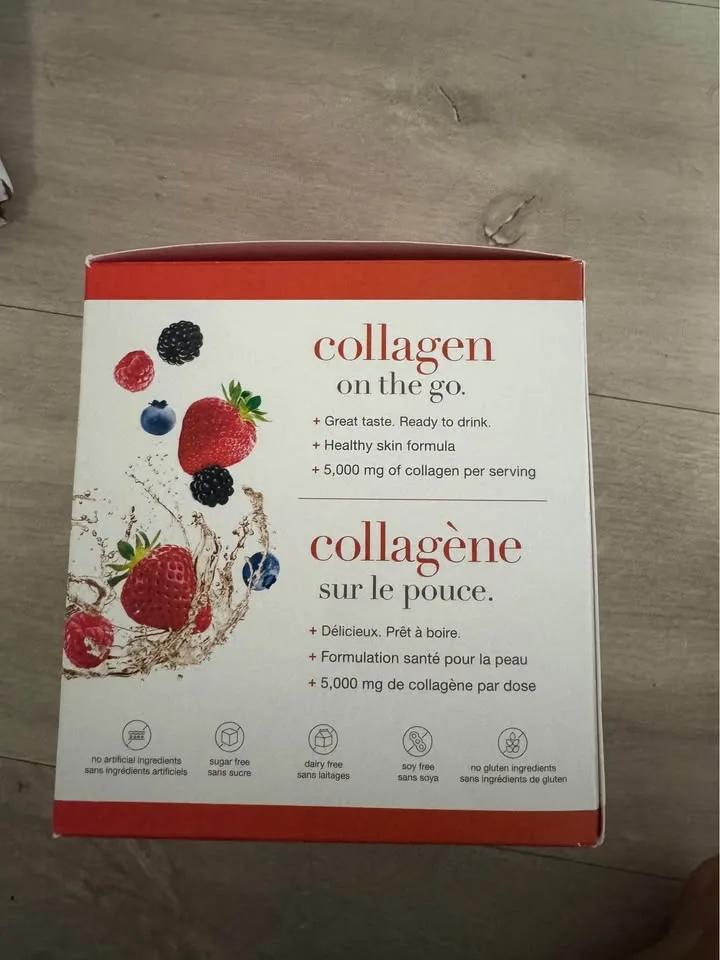 collagen
on the go.
+ Great taste. Ready to drink.
+ Healthy skin formula
+ 5,000 mg of collagen per serving
collagène
sur le pouce.
+ Délicieux. Prêt à boire.
+ Formulation santé pour la peau
+ 5,000 mg de collagène par dose
no artificial ingredients
sans ingrédients artificiels
sugar free
sans sucre
dairy free
sans laitages
soy free
sans soya
no gluten ingredients
sans ingrédients de gluten